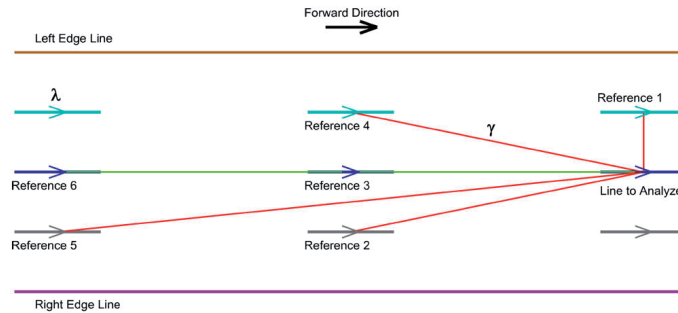 Forward Direction
Left Edge Line
λ
Reference 1
Reference 4
γ
Reference 6
Reference 3
Line to Analyze
Reference 5
Reference 2
Right Edge Line